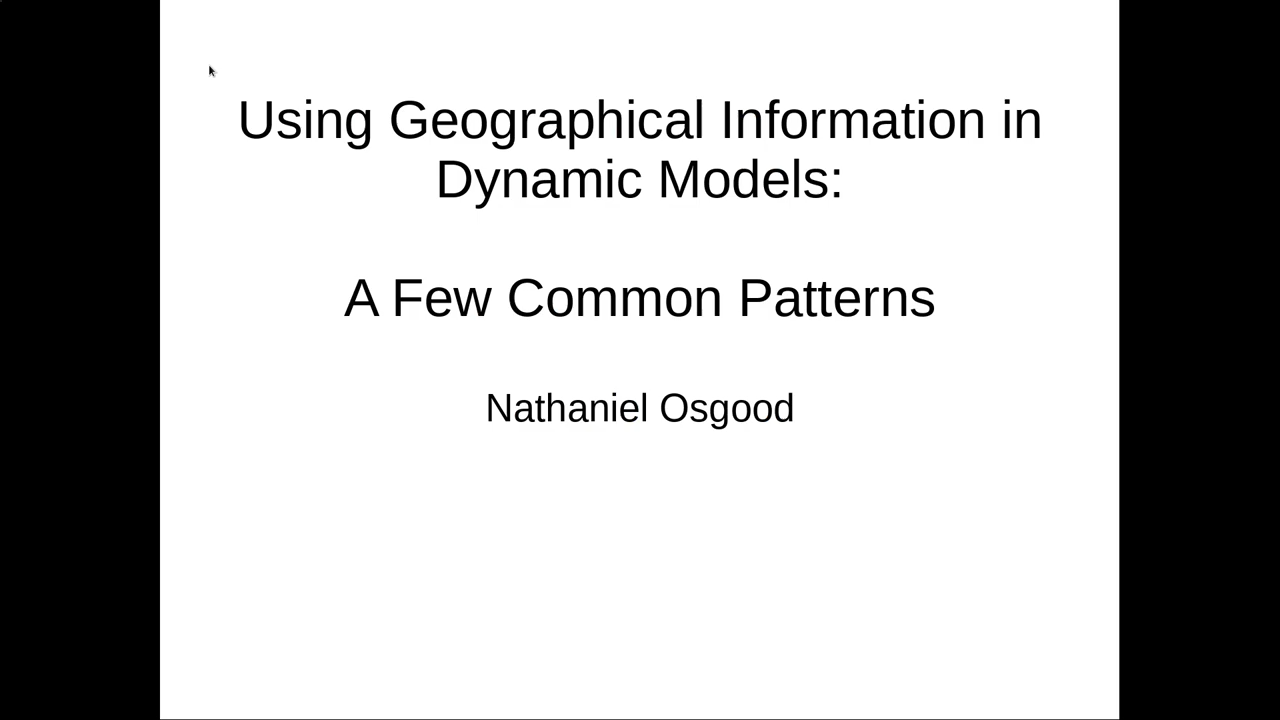 Using Geographical Information in
Dynamic Models:
A Few Common Patterns
Nathaniel Osgood